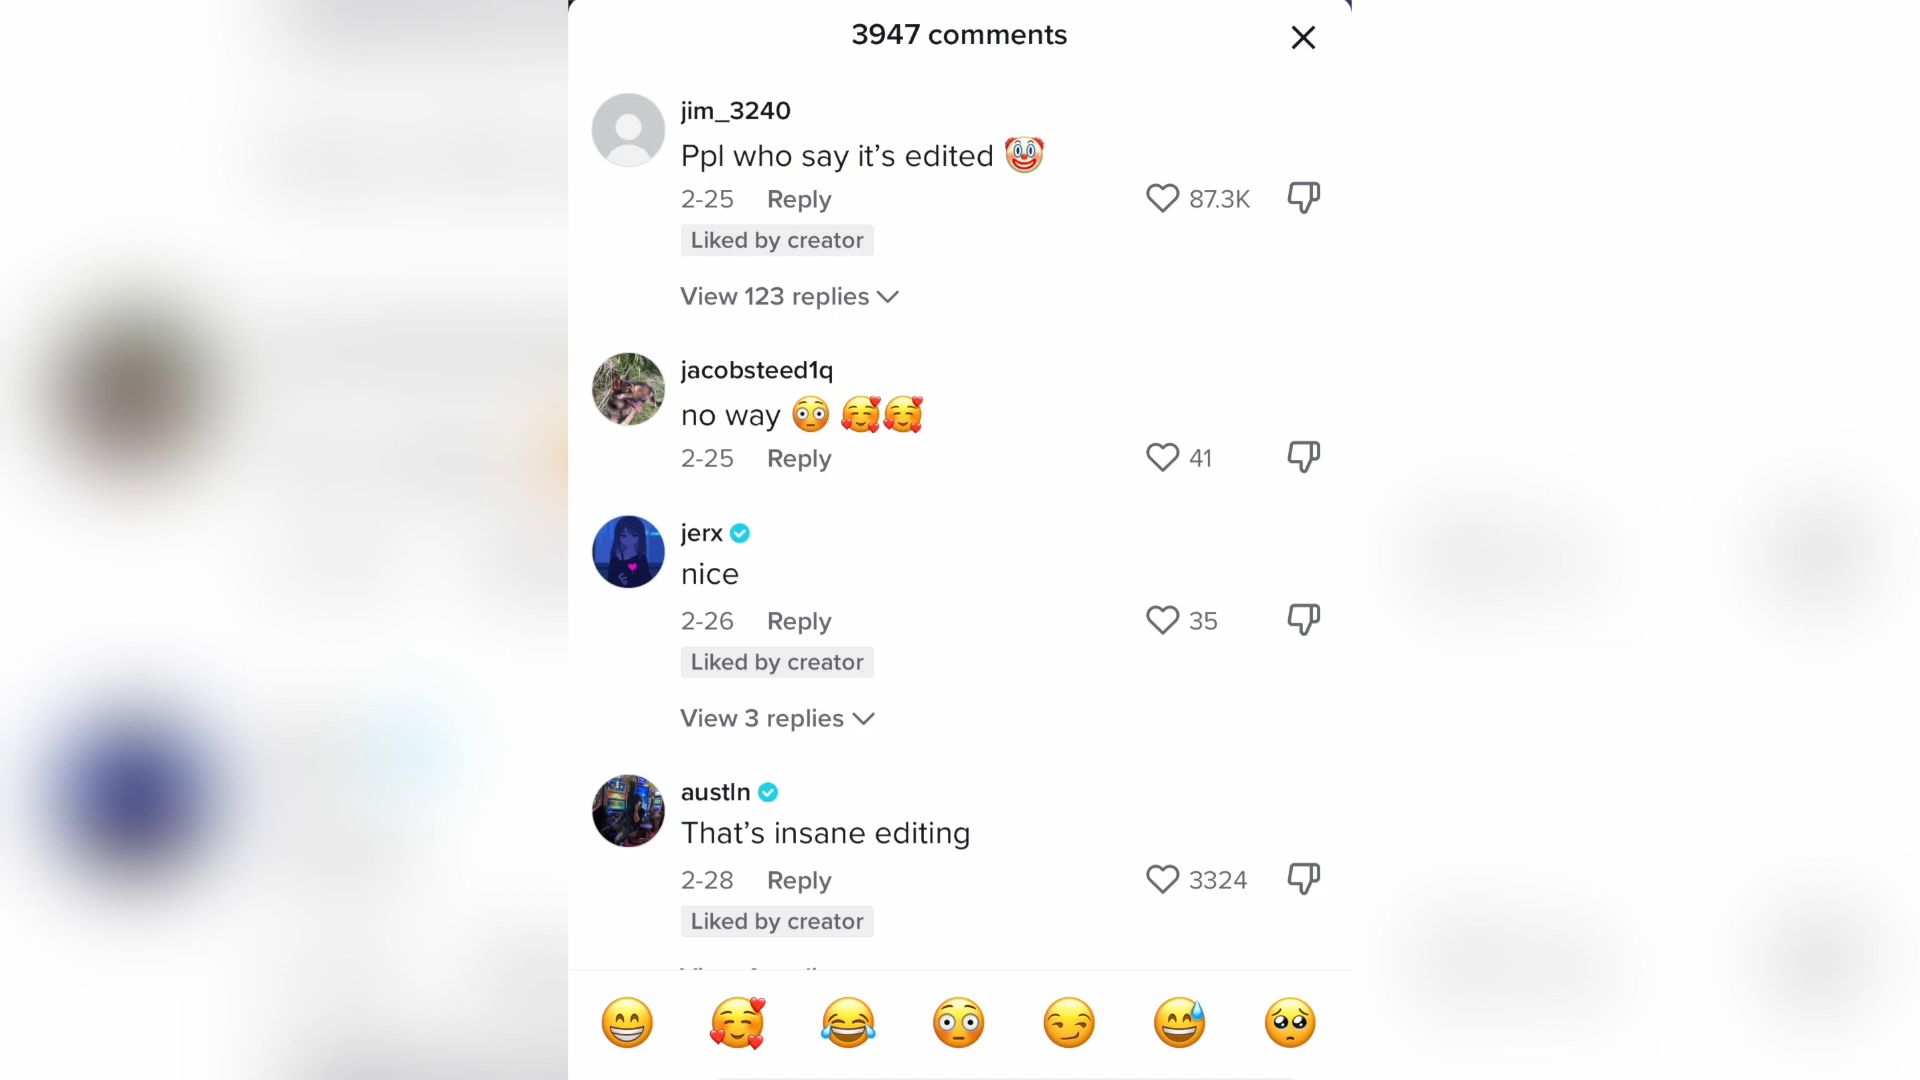 3947 comments
jim_3240
Ppl who say it’s edited 🤡
2-25 Reply 87.3K
Liked by creator
View 123 replies
jacobsteed1q
no way 😳 🥰🥰
2-25 Reply 41
jerx
nice
2-26 Reply 35
Liked by creator
View 3 replies
austln
That’s insane editing
2-28 Reply 3324
Liked by creator